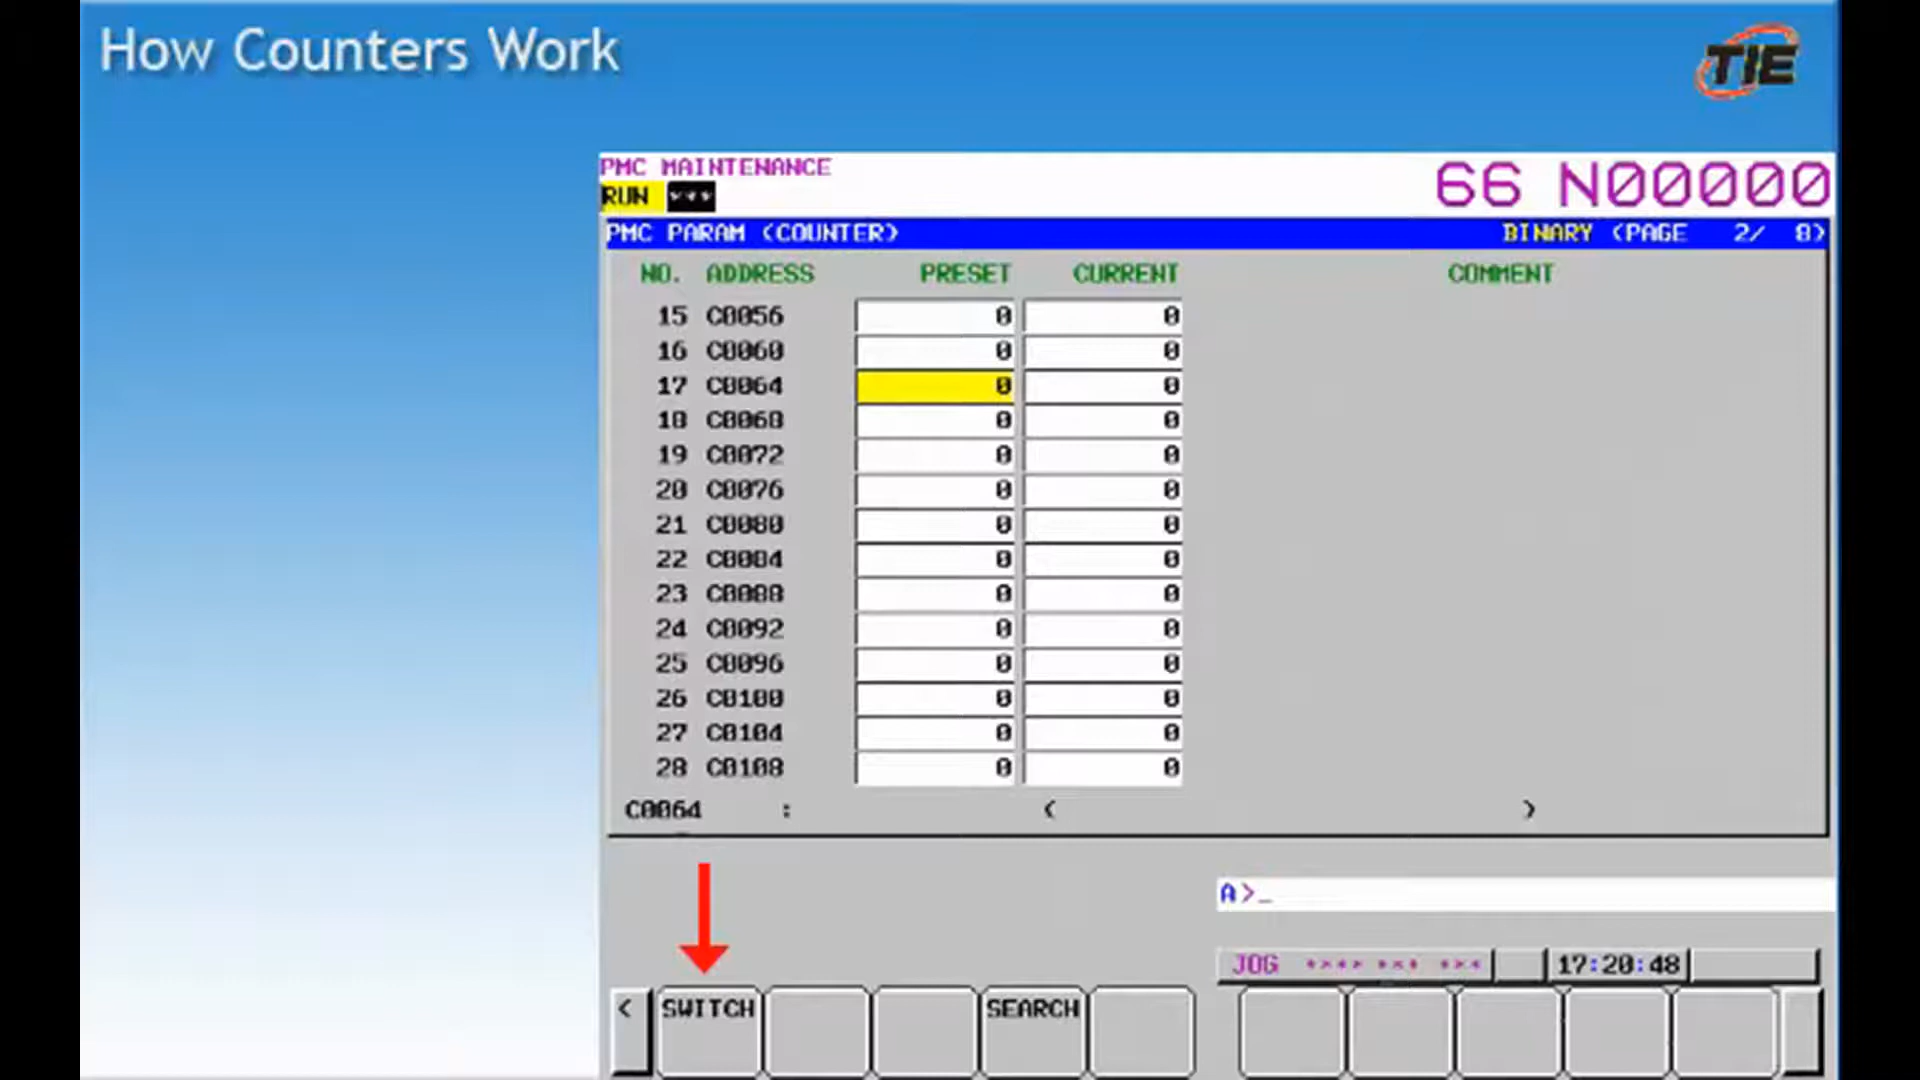 How Counters Work
TIE
PMC MAINTENANCE
66 N00000
RUN ***
PMC PARAM (COUNTER) BINARY (PAGE 2/ 8)
NO. ADDRESS PRESET CURRENT COMMENT
15 C0056 0 0
16 C0060 0 0
17 C0064 0 0
18 C0068 0 0
19 C0072 0 0
20 C0076 0 0
21 C0080 0 0
22 C0084 0 0
23 C0088 0 0
24 C0092 0 0
25 C0096 0 0
26 C0100 0 0
27 C0104 0 0
28 C0108 0 0
C0064 : < >
A>_
JOG **** *** *** 17:20:48
< SWITCH SEARCH